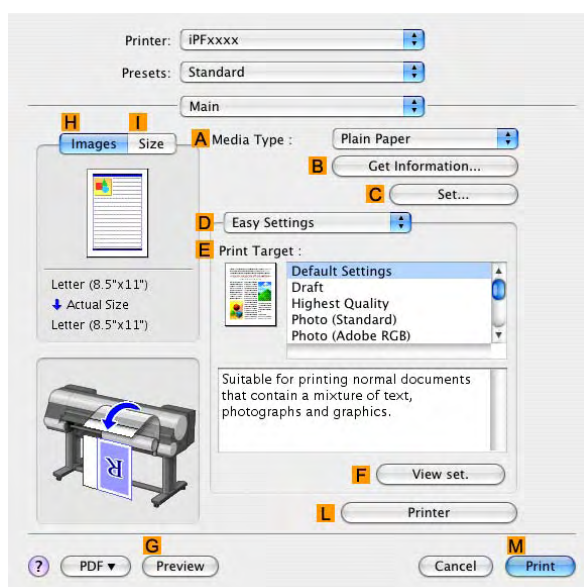 Printer: iPFxxxx
Presets: Standard
Main
H I
Images Size
A Media Type : Plain Paper
B Get Information...
C Set...
D Easy Settings
E Print Target :
Default Settings
Draft
Highest Quality
Photo (Standard)
Photo (Adobe RGB)
Letter (8.5"x11")
Actual Size
Letter (8.5"x11")
Suitable for printing normal documents
that contain a mixture of text,
photographs and graphics.
R
F View set.
L Printer
G M
? PDF Preview Cancel Print